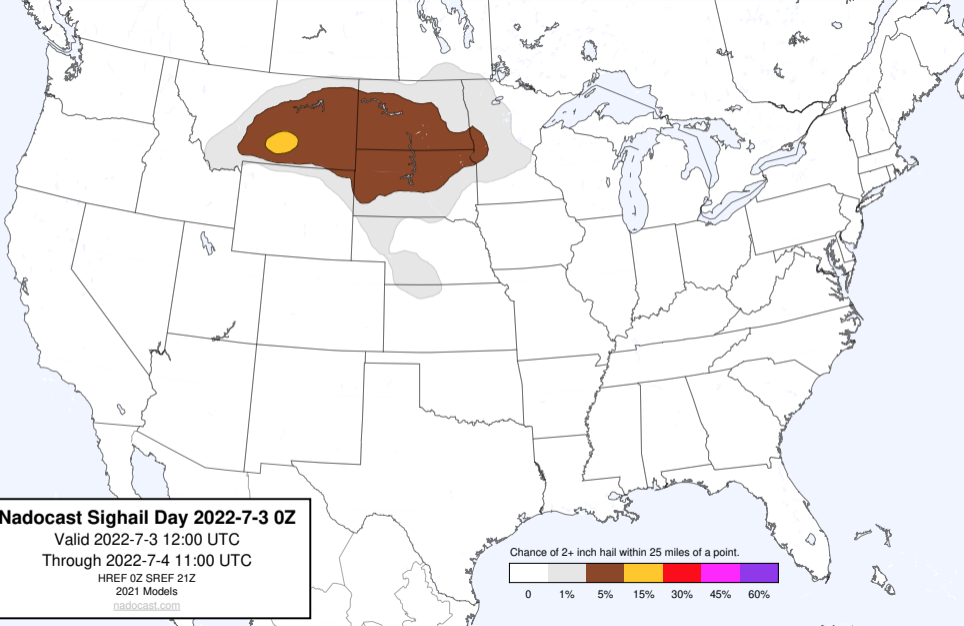 Nadocast Sighail Day 2022-7-3 0Z
Valid 2022-7-3 12:00 UTC
Through 2022-7-4 11:00 UTC
HREF 0Z SREF 21Z
2021 Models
nadocast.com
Chance of 2+ inch hail within 25 miles of a point.
0 1% 5% 15% 30% 45% 60%